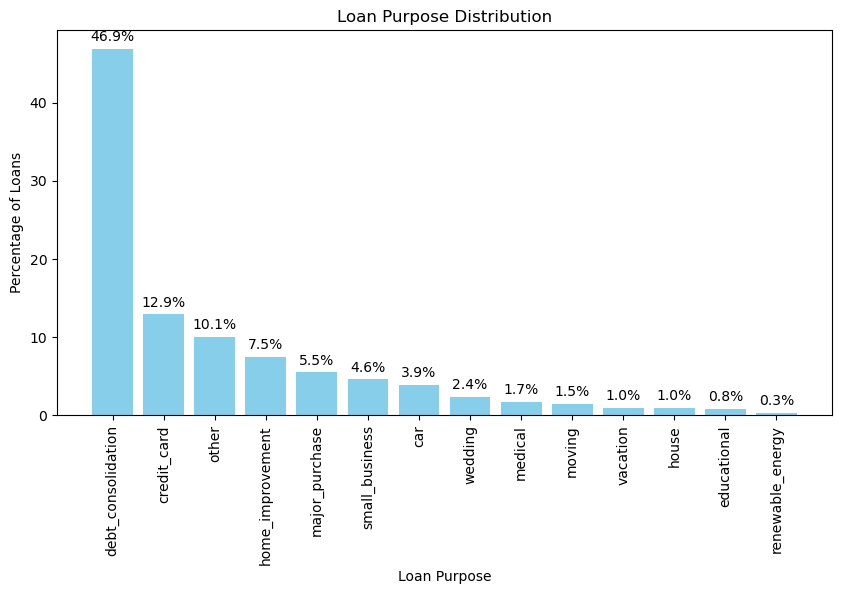 Loan Purpose Distribution
Percentage of Loans
40
30
20
10
0
46.9%
12.9%
10.1%
7.5%
5.5%
4.6%
3.9%
2.4%
1.7%
1.5%
1.0%
1.0%
0.8%
0.3%
debt_consolidation
credit_card
other
home_improvement
major_purchase
small_business
car
wedding
medical
moving
vacation
house
educational
renewable_energy
Loan Purpose